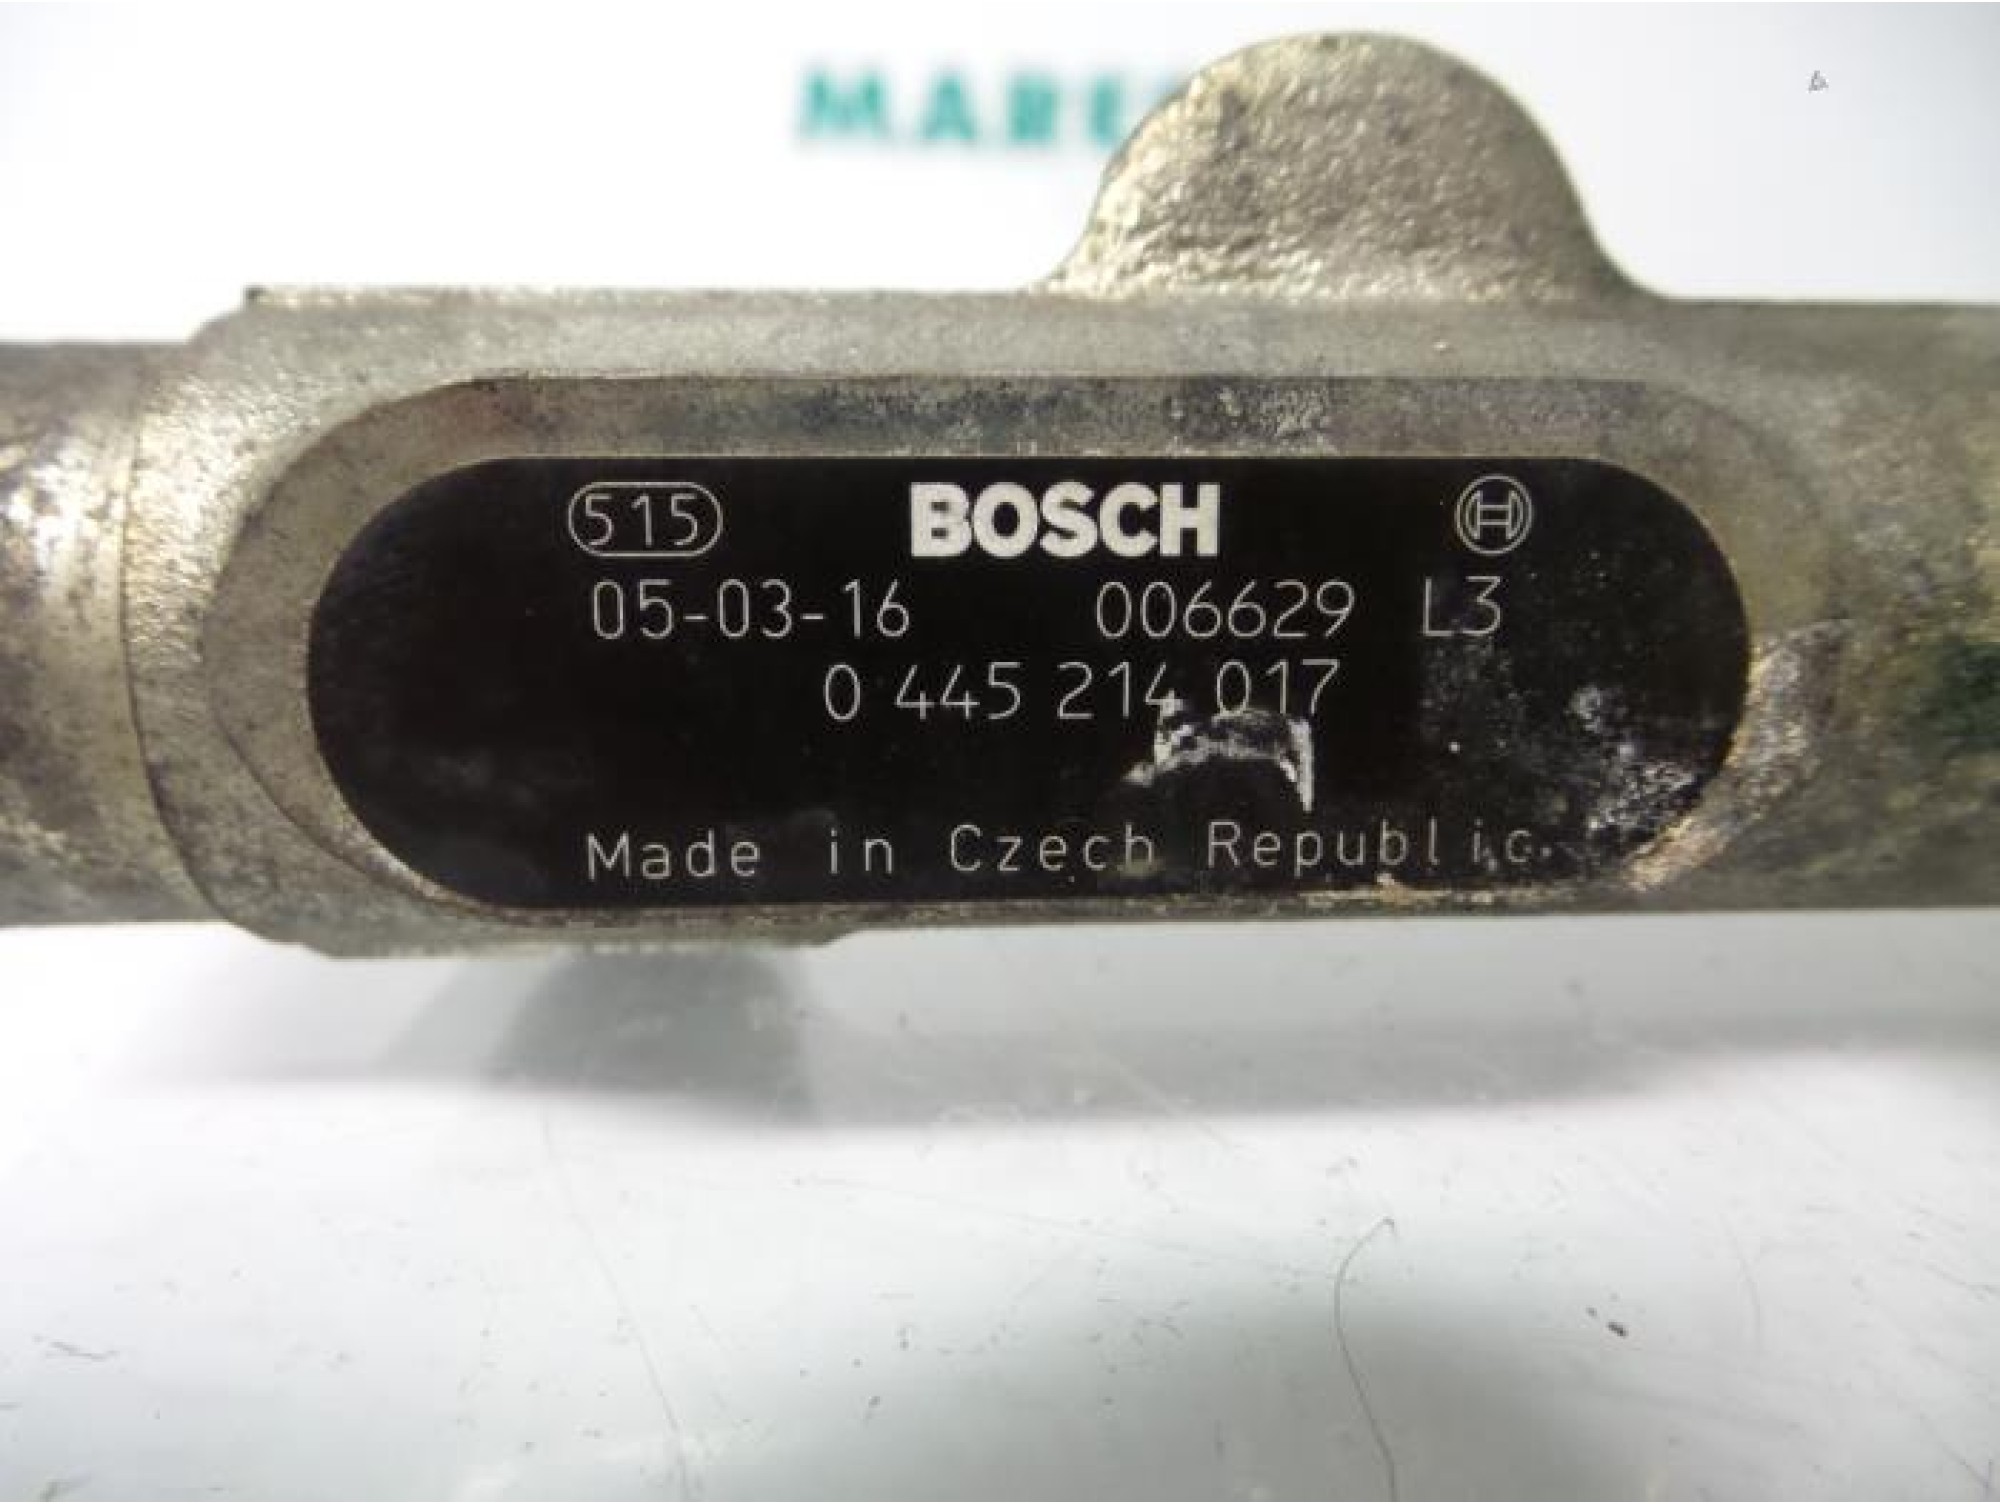 515 BOSCH
05-03-16 006629 L3
0 445 214 017
Made in Czech Republic.